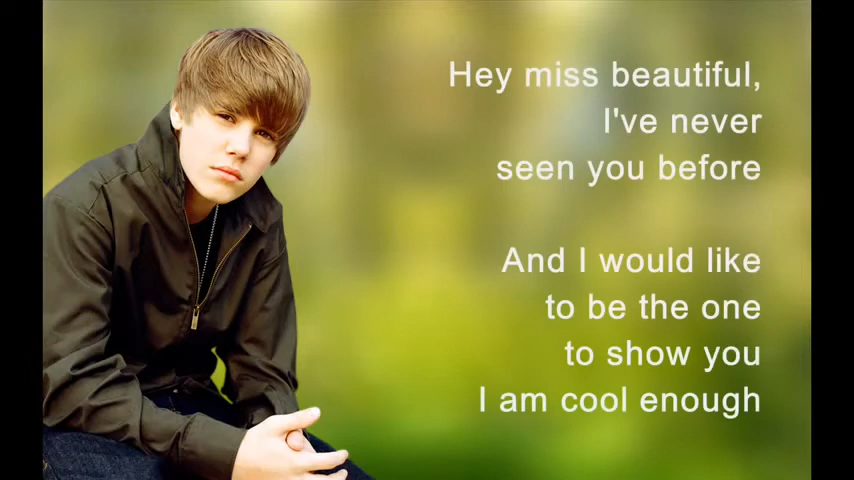 Hey miss beautiful,
I've never
seen you before
And I would like
to be the one
to show you
I am cool enough